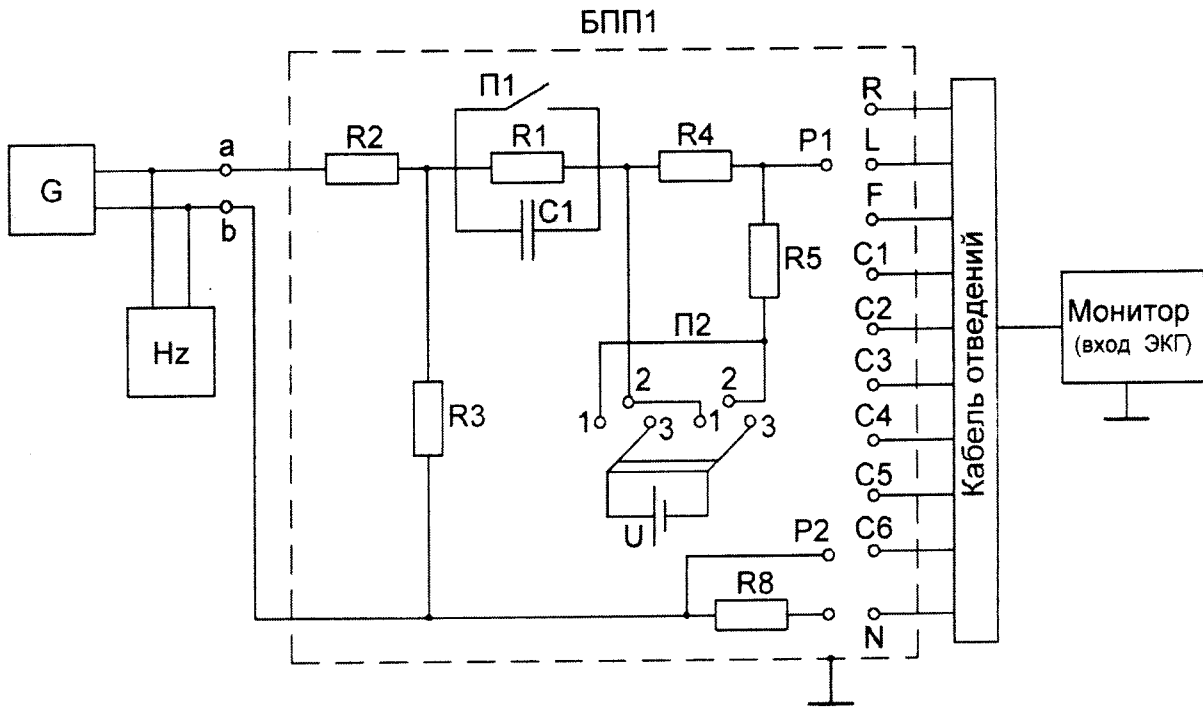 БПП1
G
Hz
a
b
R2
П1
R1
C1
R4
R5
R3
П2
1
2
3
1
2
3
U
P1
P2
R8
R
L
F
C1
C2
C3
C4
C5
C6
N
Кабель отведений
Монитор
(вход ЭКГ)